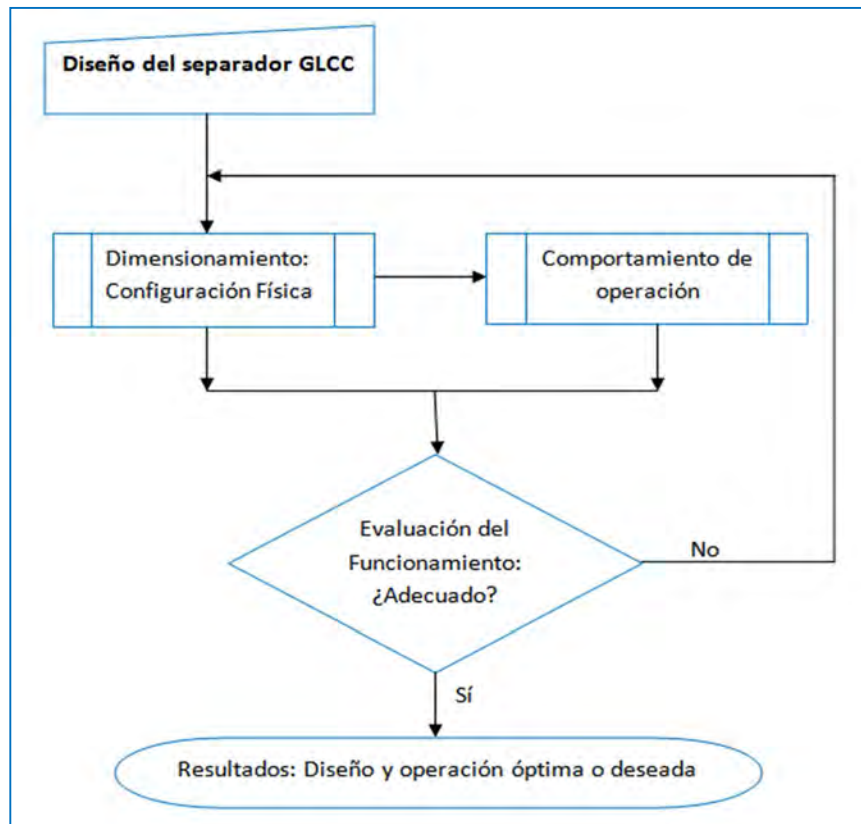 Diseño del separador GLCC
Dimensionamiento:
Configuración Física
Comportamiento de
operación
Evaluación del
Funcionamiento:
¿Adecuado?
No
Sí
Resultados: Diseño y operación óptima o deseada